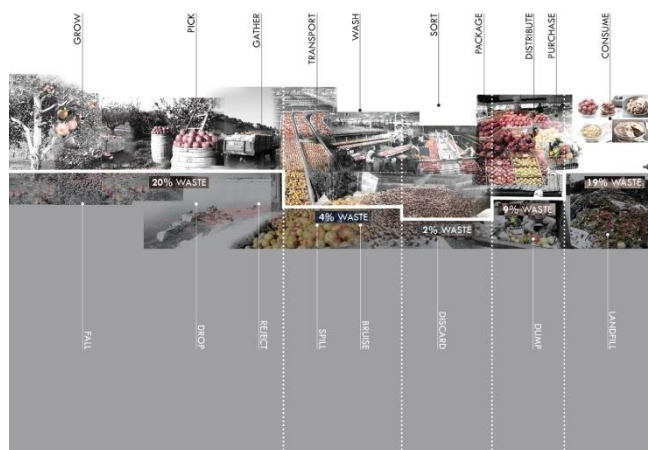 GROW
PICK
GATHER
TRANSPORT
WASH
SORT
PACKAGE
DISTRIBUTE
PURCHASE
CONSUME
20% WASTE
4% WASTE
2% WASTE
9% WASTE
19% WASTE
FALL
DROP
REJECT
SPILL
BRUISE
DISCARD
DUMP
LANDFILL